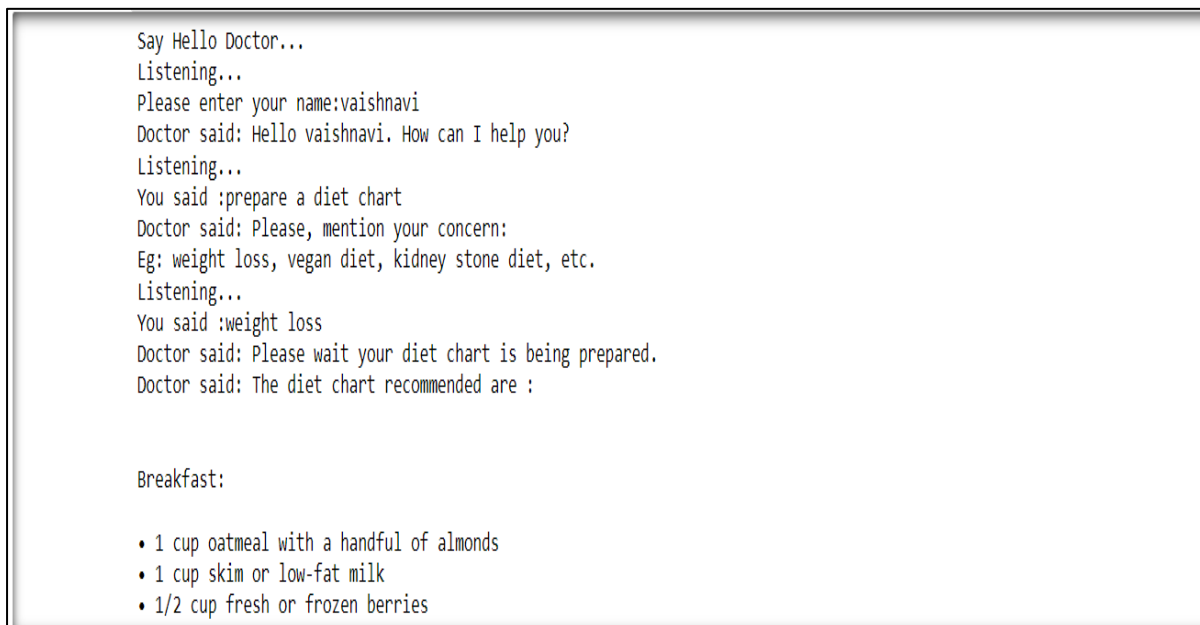 Say Hello Doctor...
Listening...
Please enter your name:vaishnavi
Doctor said: Hello vaishnavi. How can I help you?
Listening...
You said :prepare a diet chart
Doctor said: Please, mention your concern:
Eg: weight loss, vegan diet, kidney stone diet, etc.
Listening...
You said :weight loss
Doctor said: Please wait your diet chart is being prepared.
Doctor said: The diet chart recommended are :
Breakfast:
• 1 cup oatmeal with a handful of almonds
• 1 cup skim or low-fat milk
• 1/2 cup fresh or frozen berries